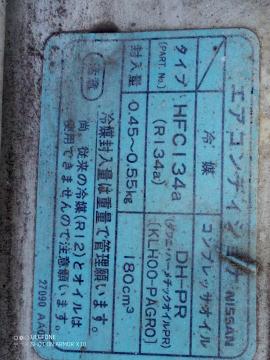 エアコンディショナ NISSAN
冷媒 コンプレッサオイル
タイプ HFC134a DH-PR
(PART. No.) (R134a)
(KLH00-PAGR0)
封入量 0.45~0.55kg 180cm³
注意
冷媒封入量は重量で管理願います。
尚、従来の冷媒(R12)とオイルは
使用できませんので注意願います。
27090 A